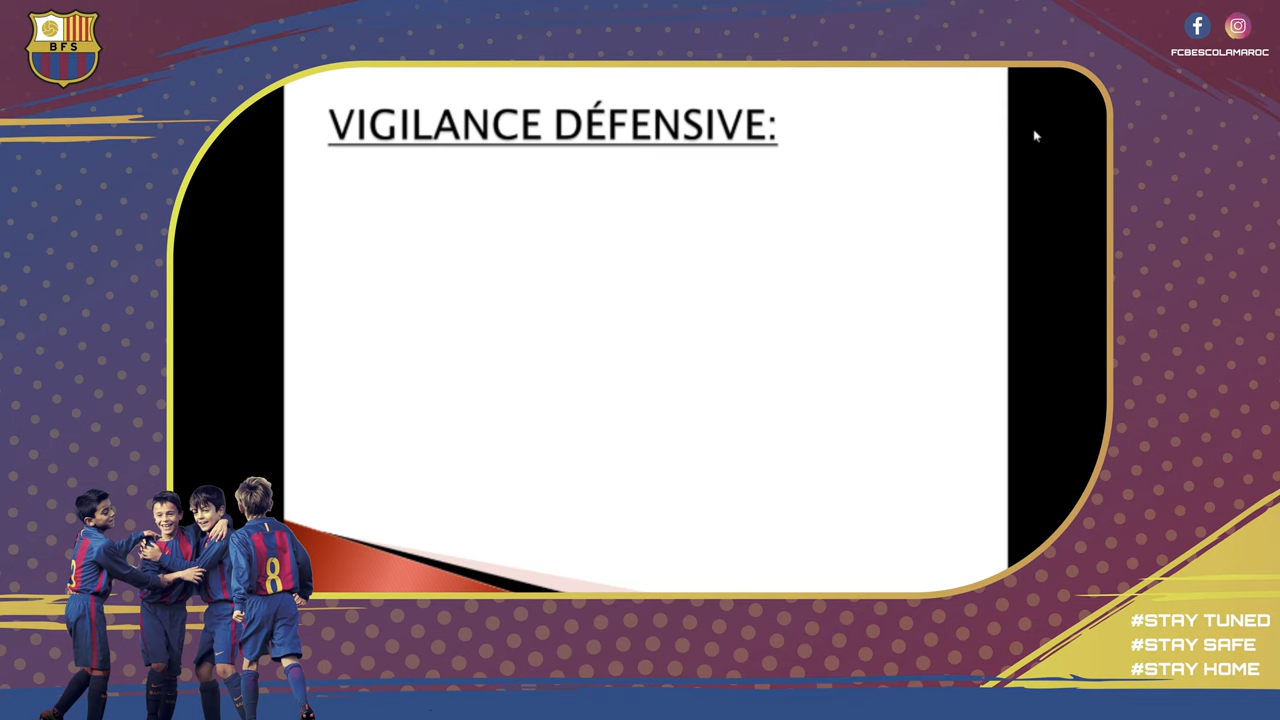 BFS
FCBESCOLAMAROC
VIGILANCE DÉFENSIVE:
8
#STAY TUNED
#STAY SAFE
#STAY HOME